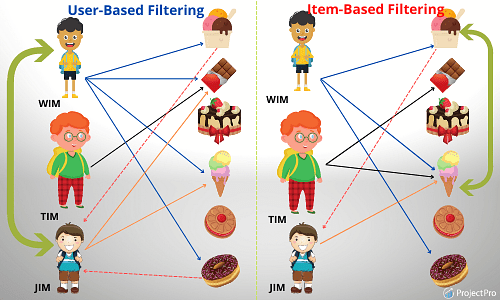 User-Based Filtering
WIM
TIM
JIM
Item-Based Filtering
WIM
TIM
JIM
ProjectPro